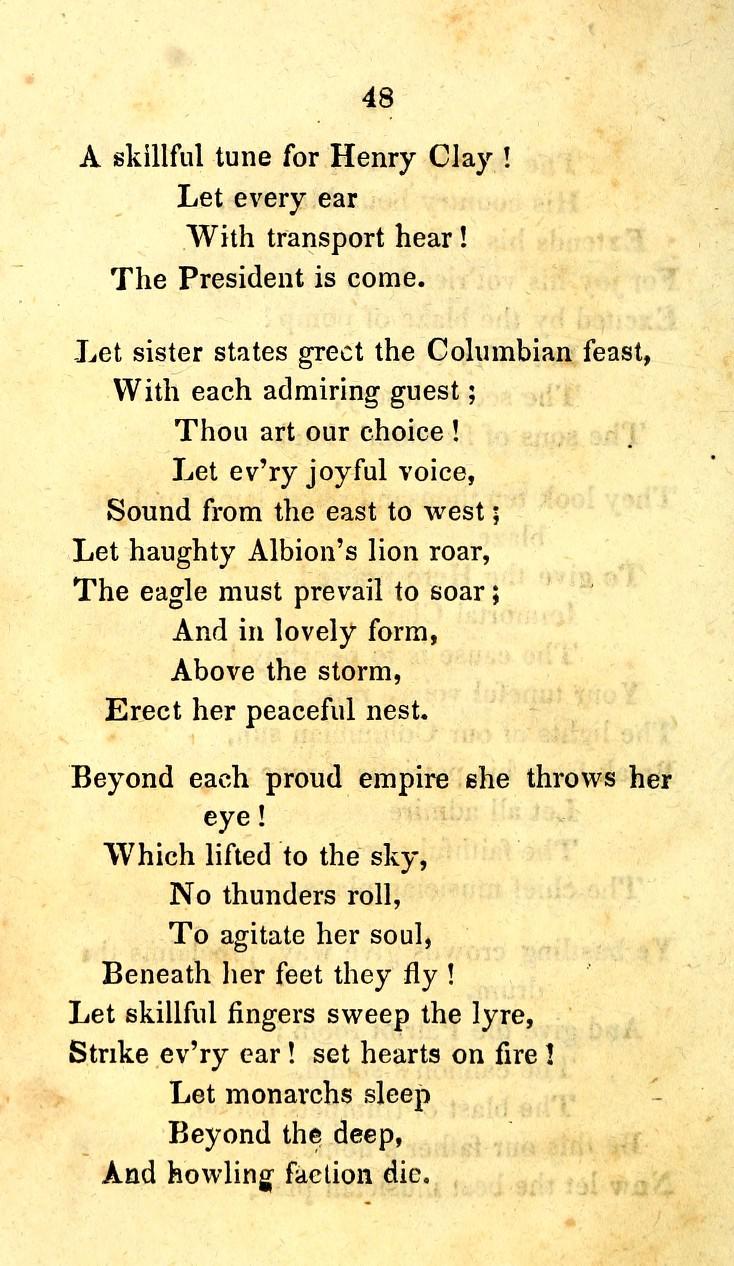 48
A skillful tune for Henry Clay !
Let every ear
With transport hear !
The President is come.
Let sister states greet the Columbian feast,
With each admiring guest ;
Thou art our choice !
Let ev'ry joyful voice,
Sound from the east to west ;
Let haughty Albion's lion roar,
The eagle must prevail to soar ;
And in lovely form,
Above the storm,
Erect her peaceful nest.
Beyond each proud empire she throws her
eye !
Which lifted to the sky,
No thunders roll,
To agitate her soul,
Beneath her feet they fly !
Let skillful fingers sweep the lyre,
Strike ev'ry ear ! set hearts on fire !
Let monarchs sleep
Beyond the deep,
And howling faction die.